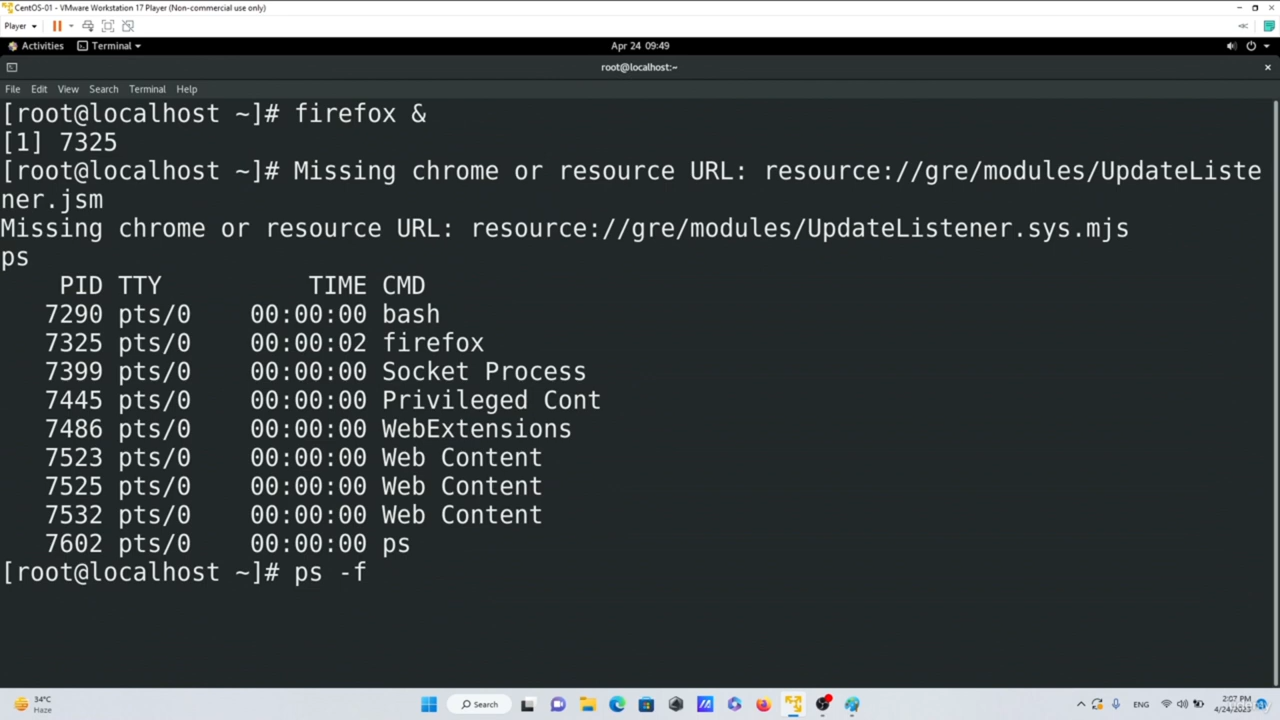 CentOS-01 - VMware Workstation 17 Player (Non-commercial use only)
Player
Activities Terminal Apr 24 09:49
root@localhost:~
File Edit View Search Terminal Help
[root@localhost ~]# firefox &
[1] 7325
[root@localhost ~]# Missing chrome or resource URL: resource://gre/modules/UpdateListe
ner.jsm
Missing chrome or resource URL: resource://gre/modules/UpdateListener.sys.mjs
ps
PID TTY TIME CMD
7290 pts/0 00:00:00 bash
7325 pts/0 00:00:02 firefox
7399 pts/0 00:00:00 Socket Process
7445 pts/0 00:00:00 Privileged Cont
7486 pts/0 00:00:00 WebExtensions
7523 pts/0 00:00:00 Web Content
7525 pts/0 00:00:00 Web Content
7532 pts/0 00:00:00 Web Content
7602 pts/0 00:00:00 ps
[root@localhost ~]# ps -f
34°C
Haze
Search
ENG
2:07 PM
4/24/2023